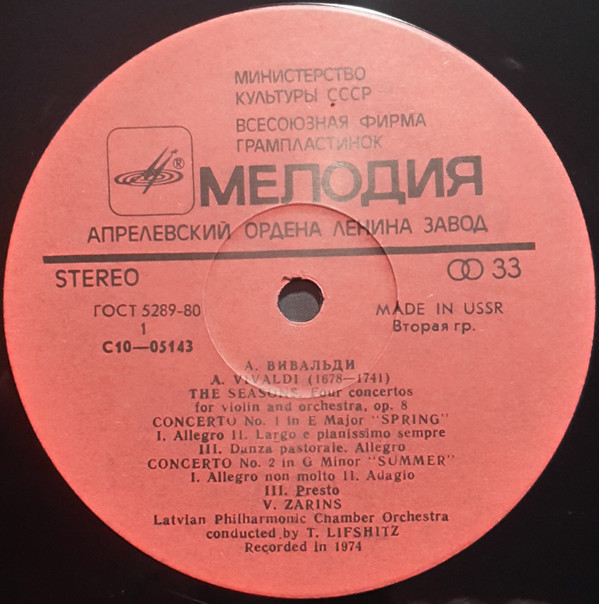 МИНИСТЕРСТВО
КУЛЬТУРЫ СССР
ВСЕСОЮЗНАЯ ФИРМА
ГРАМПЛАСТИНОК
®
МЕЛОДИЯ
АПРЕЛЕВСКИЙ ОРДЕНА ЛЕНИНА ЗАВОД
STEREO 33
ГОСТ 5289-80 MADE IN USSR
1 Вторая гр.
С10—05143
А. ВИВАЛЬДИ
A. VIVALDI (1678—1741)
THE SEASONS. Four concertos
for violin and orchestra, op. 8
CONCERTO No. 1 in E Major "SPRING"
I. Allegro II. Largo e pianissimo sempre
III. Danza pastorale. Allegro
CONCERTO No. 2 in G Minor "SUMMER"
I. Allegro non molto II. Adagio
III. Presto
V. ZARINS
Latvian Philharmonic Chamber Orchestra
conducted by T. LIFSHITZ
Recorded in 1974